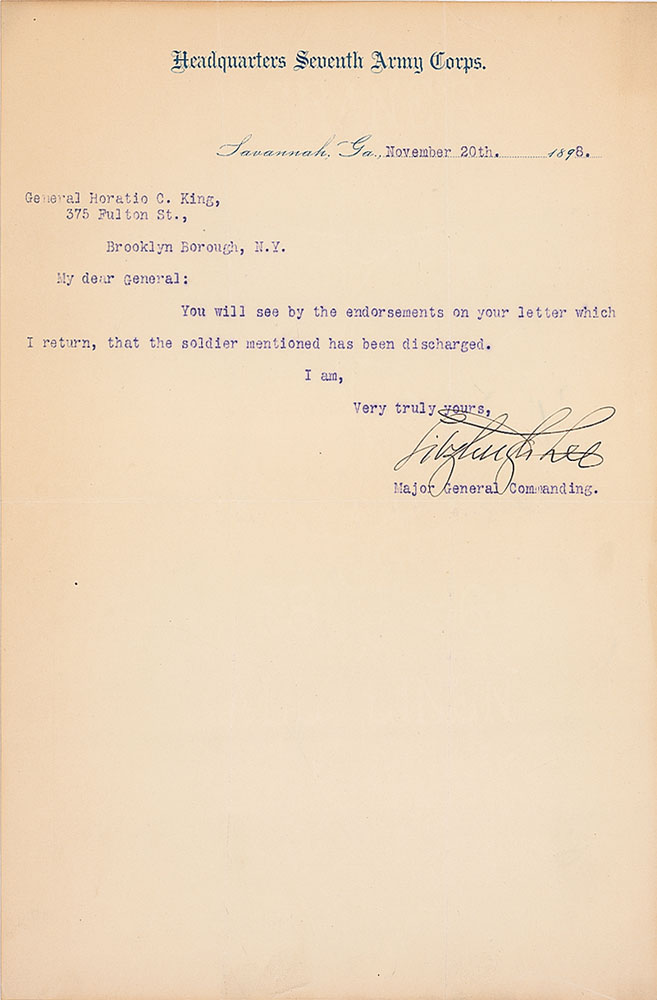 Headquarters Seventh Army Corps.
Savannah, Ga., November 20th. 1898.
General Horatio C. King,
375 Fulton St.,
Brooklyn Borough, N.Y.
My dear General:
You will see by the endorsements on your letter which
I return, that the soldier mentioned has been discharged.
I am,
Very truly yours,
Fitzhugh Lee
Major General Commanding.